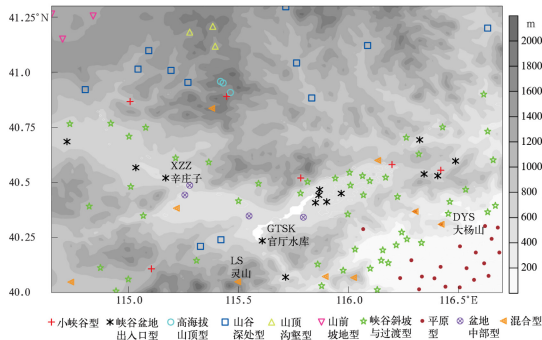 41.25°N
41.00
40.75
40.5
40.25
40.0
115.0
115.5
116.0
116.5°E
m
2000
1800
1600
1400
1200
1000
800
600
400
200
XZZ
辛庄子
GTSK
官厅水库
LS
灵山
DYS
大杨山
小峡谷型
峡谷盆地
出入口型
高海拔
山顶型
山谷
深处型
山顶
沟壑型
山前
坡地型
峡谷斜坡
与过渡型
平原
型
盆地
中部型
混合型